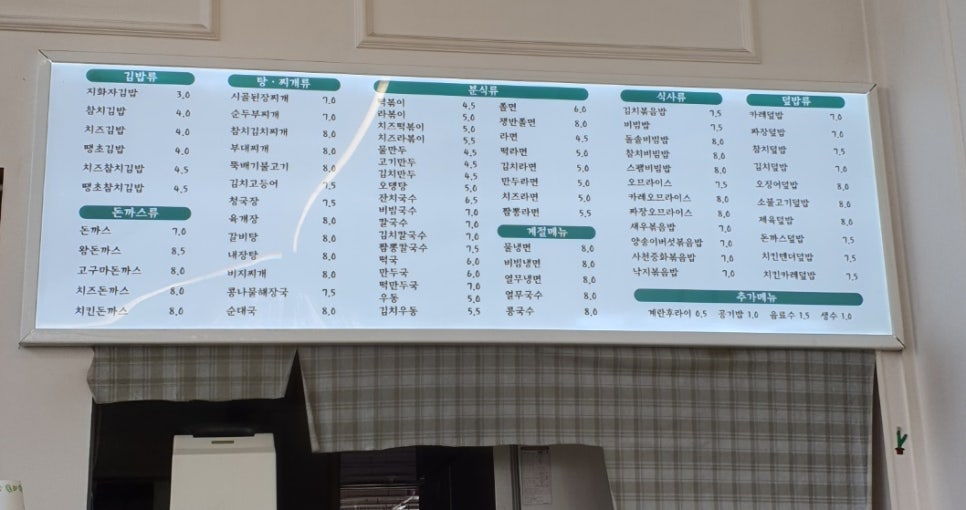 김밥류
지화자김밥 3,0
참치김밥 4,0
치즈김밥 4,0
땡초김밥 4,0
치즈참치김밥 4,5
땡초참치김밥 4,5
돈까스류
돈까스 7,0
왕돈까스 8,5
고구마돈까스 8,0
치즈돈까스 8,0
치킨돈까스 8,0
탕·찌개류
시골된장찌개 7,0
순두부찌개 7,0
참치김치찌개 8,0
부대찌개 8,0
뚝배기불고기 8,0
김치고등어 7,5
청국장 7,5
육개장 8,0
갈비탕 8,0
내장탕 8,0
비지찌개 8,0
콩나물해장국 7,5
순대국 8,0
분식류
떡볶이 4,5
라볶이 5,0
치즈떡볶이 5,0
치즈라볶이 5,5
물만두 4,5
고기만두 4,5
김치만두 4,5
오뎅탕 5,0
잔치국수 6,5
비빔국수 7,0
칼국수 7,0
김치칼국수 7,0
짬뽕칼국수 7,5
떡국 6,0
만두국 6,0
떡만두국 7,0
우동 5,0
김치우동 5,5
쫄면 6,0
쟁반쫄면 8,0
라면 4,5
떡라면 5,0
김치라면 5,0
만두라면 5,0
치즈라면 5,0
짬뽕라면 5,5
계절메뉴
물냉면 8,0
비빔냉면 8,0
열무냉면 8,0
열무국수 8,0
콩국수 8,0
식사류
김치볶음밥 7,5
비빔밥 7,5
돌솥비빔밥 8,0
참치비빔밥 8,0
스팸비빔밥 8,0
오므라이스 7,5
카레오므라이스 8,0
짜장오므라이스 8,0
새우볶음밥 7,0
양송이버섯볶음밥 7,0
사천중화볶음밥 7,0
낙지볶음밥 7,0
덮밥류
카레덮밥 7,0
짜장덮밥 7,0
참치덮밥 7,5
김치덮밥 7,0
오징어덮밥 8,0
소불고기덮밥 8,0
제육덮밥 8,0
돈까스덮밥 7,5
치킨텐더덮밥 7,5
치킨카레덮밥 7,5
추가메뉴
계란후라이 0,5 공기밥 1,0 음료수 1,5 생수 1,0